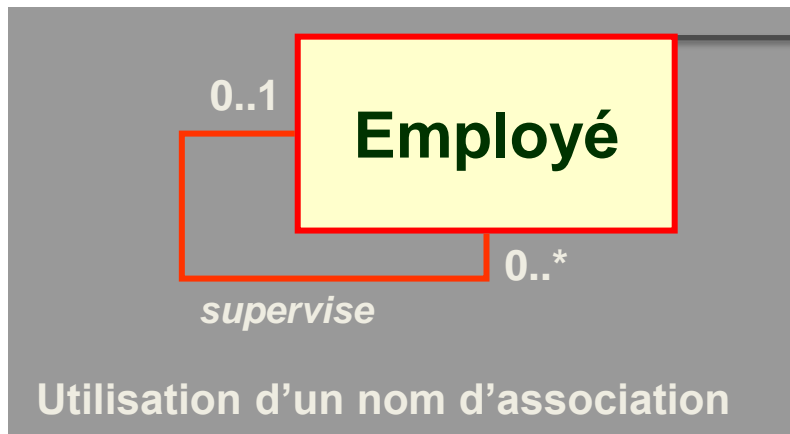 0..1
Employé
0..*
supervise
Utilisation d’un nom d’association